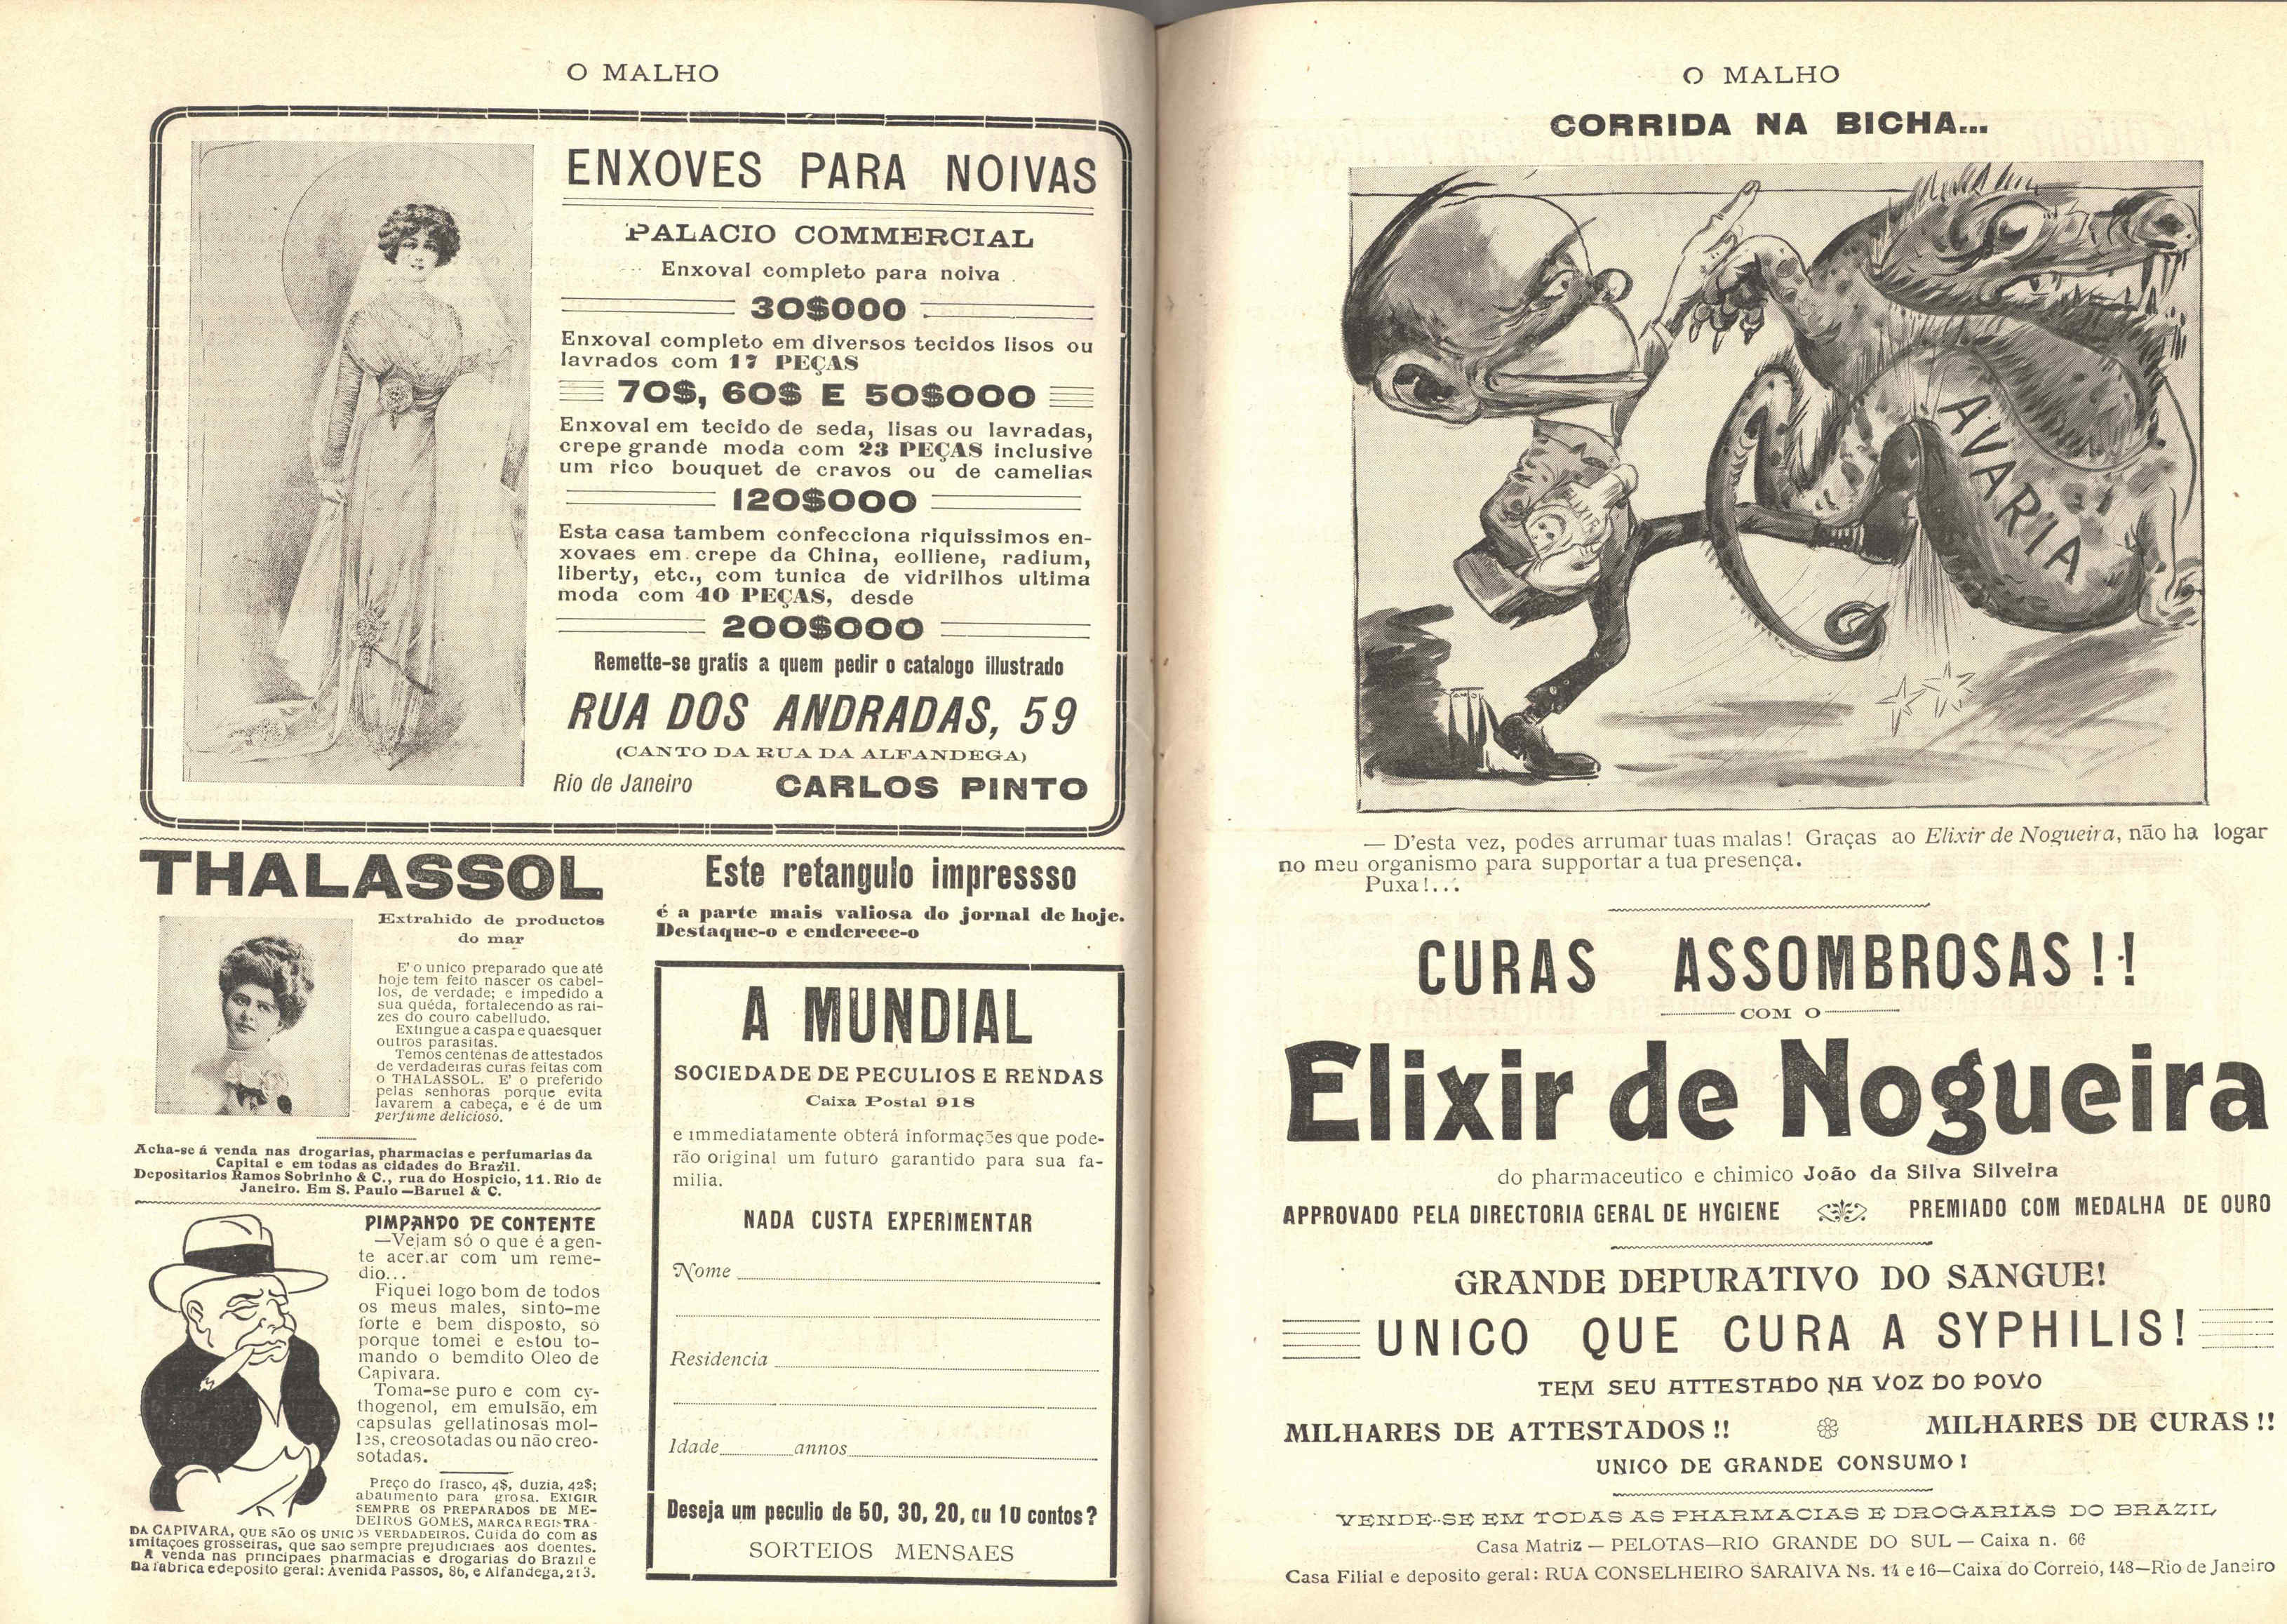 O MALHO
ENXOVES PARA NOIVAS
PALACIO COMMERCIAL
Enxoval completo para noiva
30$000
Enxoval completo em diversos tecidos lisos ou
lavrados com 17 PEÇAS
70$, 60$ E 50$000
Enxoval em tecido de seda, lisas ou lavradas,
crepe grande moda com 23 PEÇAS inclusive
um rico bouquet de cravos ou de camelias
120$000
Esta casa tambem confecciona riquissimos en-
xovaes em crepe da China, eolliene, radium,
liberty, etc., com tunica de vidrilhos ultima
moda com 40 PEÇAS, desde
200$000
Remette-se gratis a quem pedir o catalogo illustrado
RUA DOS ANDRADAS, 59
(CANTO DA RUA DA ALFANDEGA)
Rio de Janeiro CARLOS PINTO
THALASSOL
Extrahido de productos
do mar
E' o unico preparado que até
hoje tem feito nascer os cabel-
los, de verdade; e impedido a
sua quéda, fortalecendo as rai-
zes do couro cabelludo.
Extingue a caspa e quaesquer
outros parasitas.
Temos centenas de attestados
de verdadeiras curas feitas com
o THALASSOL. E' o preferido
pelas senhoras porque evita
lavarem a cabeça, e é de um
perfume delicioso.
Acha-se á venda nas drogarias, pharmacias e perfumarias da
Capital e em todas as cidades do Brazil.
Depositarios Ramos Sobrinho & C., rua do Hospicio, 11. Rio de
Janeiro. Em S. Paulo—Baruel & C.
PIMPANDO DE CONTENTE
—Vejam só o que é a gen-
te acertar com um reme-
dio...
Fiquei logo bom de todos
os meus males, sinto-me
forte e bem disposto, só
porque tomei e estou to-
mando o bemdito Oleo de
Capivara.
Toma-se puro e com cy-
thogenol, em emulsão, em
capsulas gellatinosas mol-
les, creosotadas ou não creo-
sotadas.
Preço do frasco, 4$, duzia, 42$;
abatimento para grosa. EXIGIR
SEMPRE OS PREPARADOS DE ME-
DEIROS GOMES, MARCA REGISTRA-
DA CAPIVARA, QUE SÃO OS UNICOS VERDADEIROS. Cuida do com as
imitações grosseiras, que são sempre prejudiciaes aos doentes.
A' venda nas principaes pharmacias e drogarias do Brazil e
na fabrica e deposito geral: Avenida Passos, 86, e Alfandega, 213.
Este retangulo impressso
é a parte mais valiosa do jornal de hoje.
Destaque-o e enderece-o
A MUNDIAL
SOCIEDADE DE PECULIOS E RENDAS
Caixa Postal 918
e immediatamente obterá informações que pode-
rão original um futuro garantido para sua fa-
milia.
NADA CUSTA EXPERIMENTAR
Nome
Residencia
Idade annos
Deseja um peculio de 50, 30, 20, ou 10 contos?
SORTEIOS MENSAES
O MALHO
CORRIDA NA BICHA...
AVARIA
YANTOK
— D'esta vez, podes arrumar tuas malas! Graças ao Elixir de Nogueira, não ha logar
no meu organismo para supportar a tua presença.
Puxa!...
CURAS ASSOMBROSAS!!
COM O
Elixir de Nogueira
do pharmaceutico e chimico João da Silva Silveira
APPROVADO PELA DIRECTORIA GERAL DE HYGIENE PREMIADO COM MEDALHA DE OURO
GRANDE DEPURATIVO DO SANGUE!
UNICO QUE CURA A SYPHILIS!
TEM SEU ATTESTADO NA VOZ DO POVO
MILHARES DE ATTESTADOS!! MILHARES DE CURAS!!
UNICO DE GRANDE CONSUMO!
VENDE-SE EM TODAS AS PHARMACIAS E DROGARIAS DO BRAZIL
Casa Matriz — PELOTAS—RIO GRANDE DO SUL — Caixa n. 66
Casa Filial e deposito geral: RUA CONSELHEIRO SARAIVA Ns. 14 e 16—Caixa do Correio, 148—Rio de Janeiro